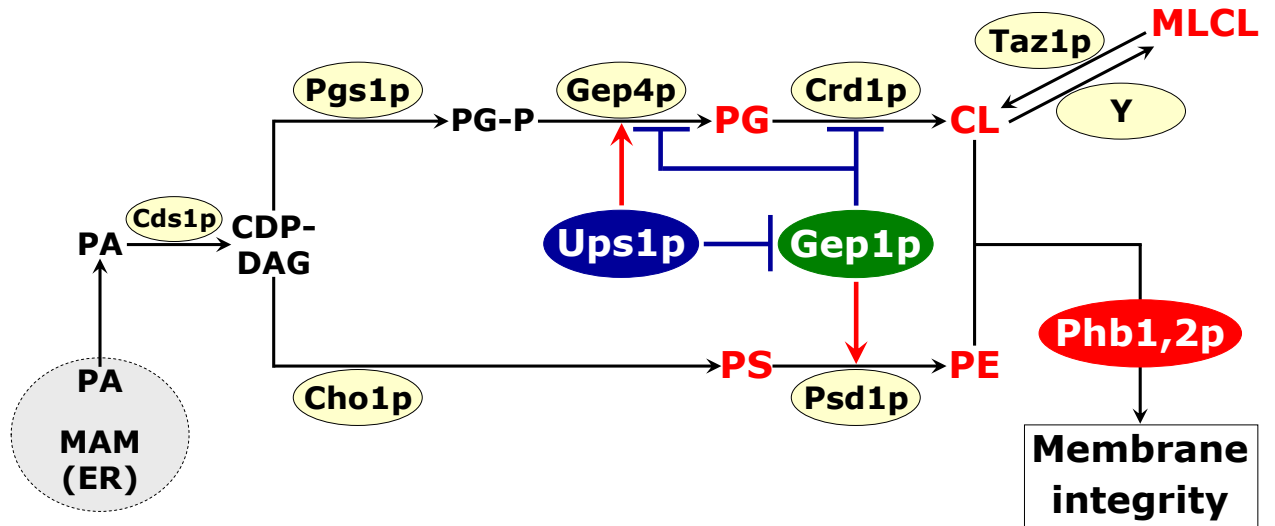 MLCL
Taz1p
Pgs1p
Gep4p
Crd1p
Y
PG-P
PG
CL
Cds1p
PA
CDP-
DAG
Ups1p
Gep1p
Phb1,2p
PA
MAM
(ER)
Cho1p
PS
Psd1p
PE
Membrane
integrity